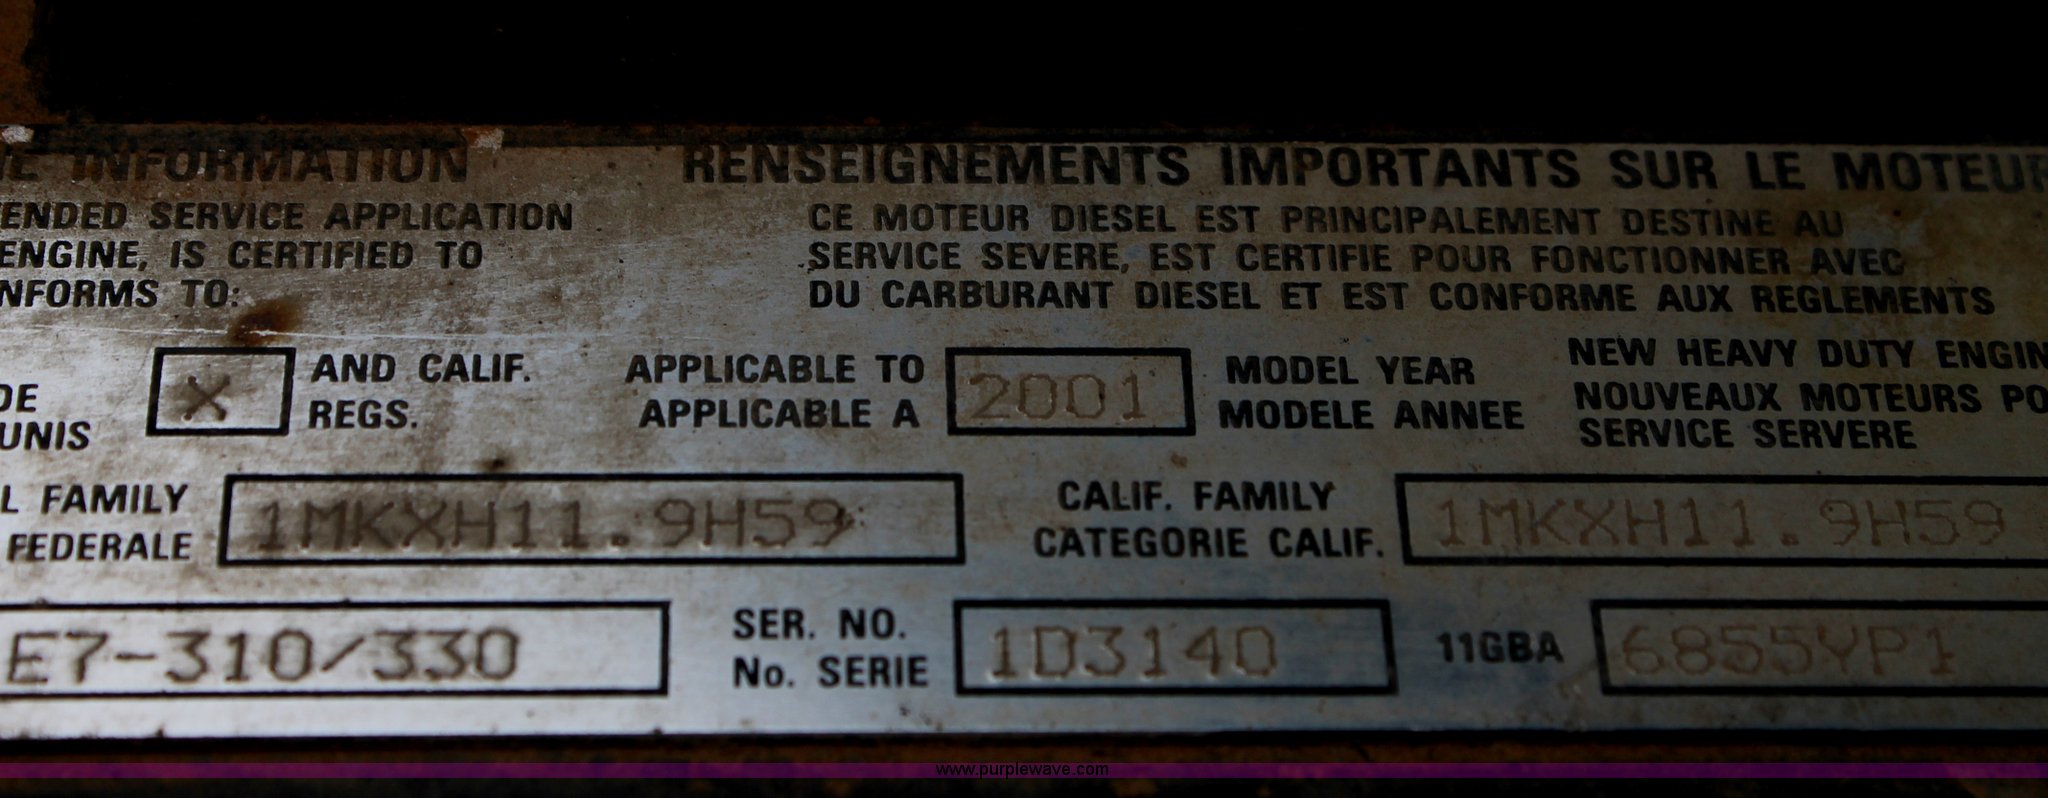 INFORMATION RENSEIGNEMENTS IMPORTANTS SUR LE MOTEUR
ENDED SERVICE APPLICATION CE MOTEUR DIESEL EST PRINCIPALEMENT DESTINE AU
ENGINE, IS CERTIFIED TO SERVICE SEVERE, EST CERTIFIE POUR FONCTIONNER AVEC
NFORMS TO: DU CARBURANT DIESEL ET EST CONFORME AUX REGLEMENTS
DE X AND CALIF. APPLICABLE TO 2001 MODEL YEAR NEW HEAVY DUTY ENGIN
UNIS REGS. APPLICABLE A MODELE ANNEE NOUVEAUX MOTEURS PO
SERVICE SERVERE
L FAMILY 1MKXH11.9H59 CALIF. FAMILY 1MKXH11.9H59
FEDERALE CATEGORIE CALIF.
E7-310/330 SER. NO. 1D3140 11GBA 6855YP1
No. SERIE
www.purplewave.com